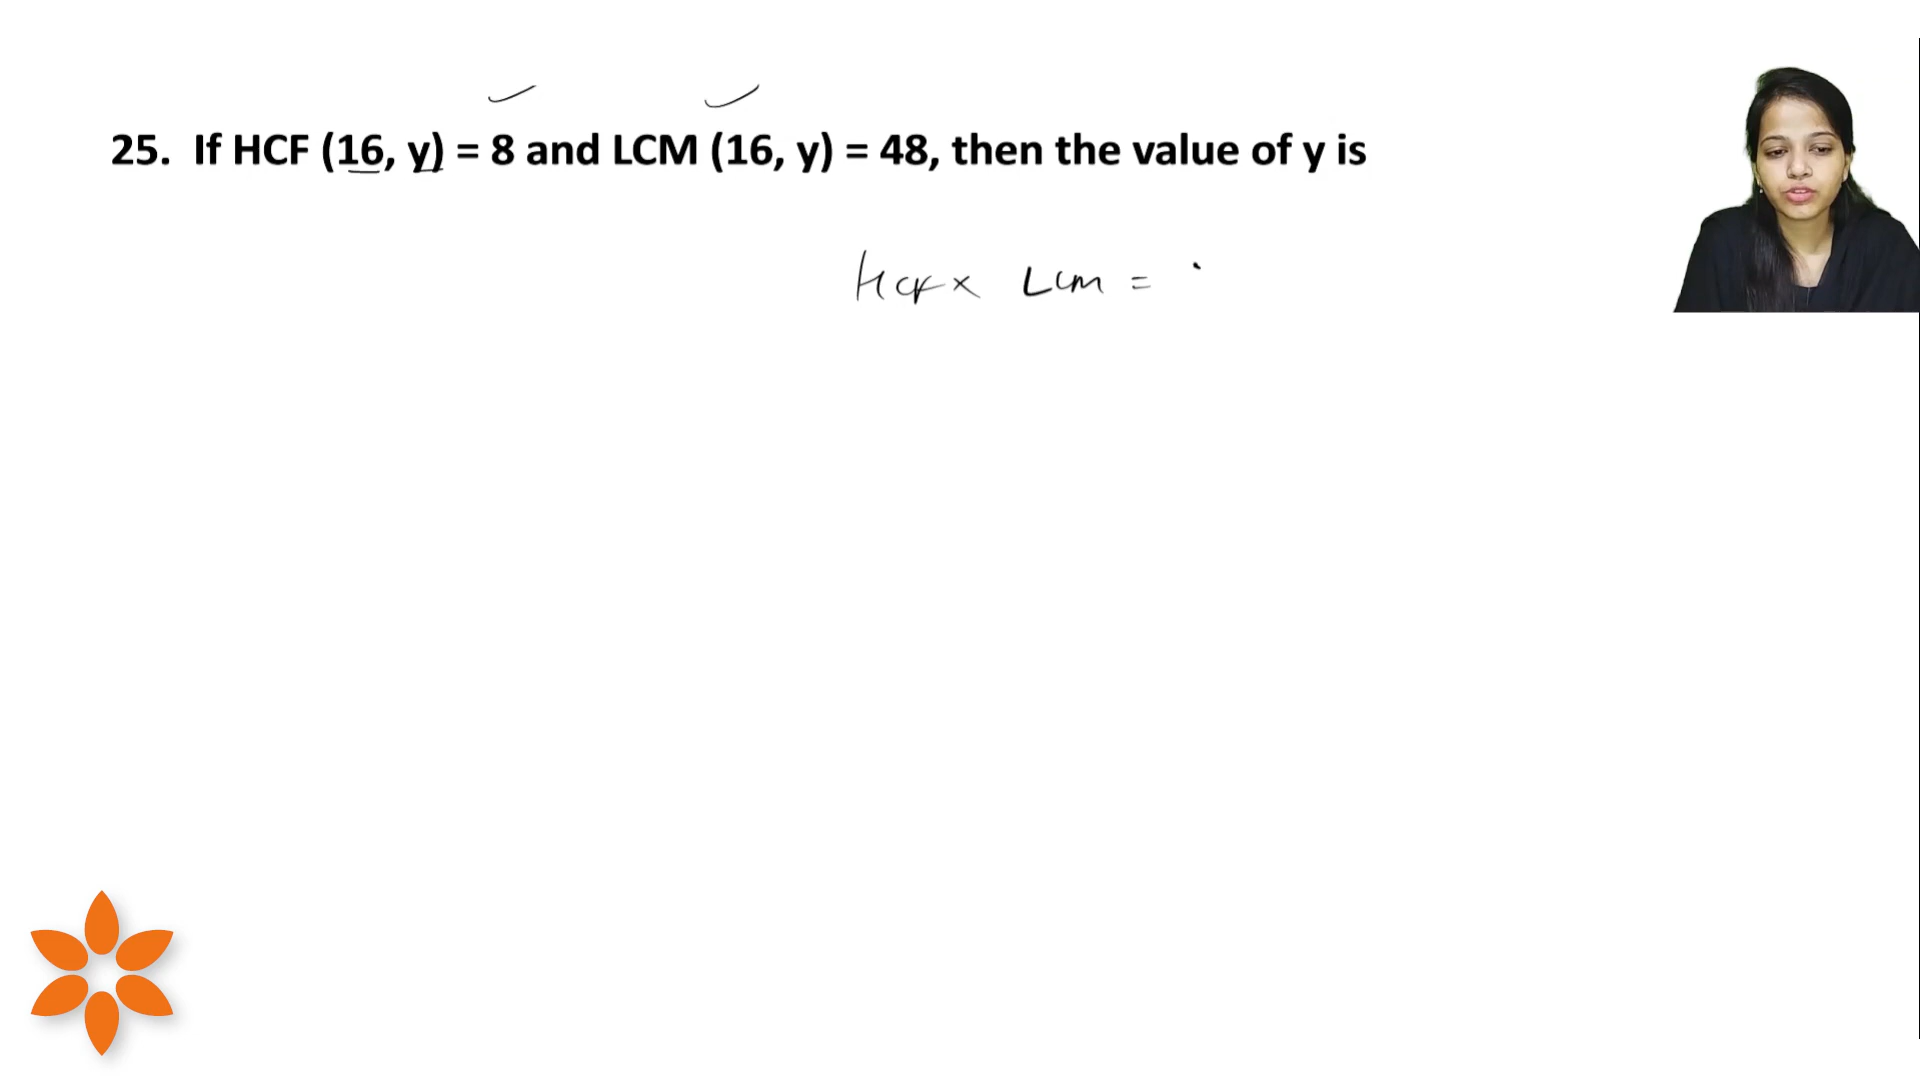 25. If HCF (16, y) = 8 and LCM (16, y) = 48, then the value of y is
HCF × LCM =